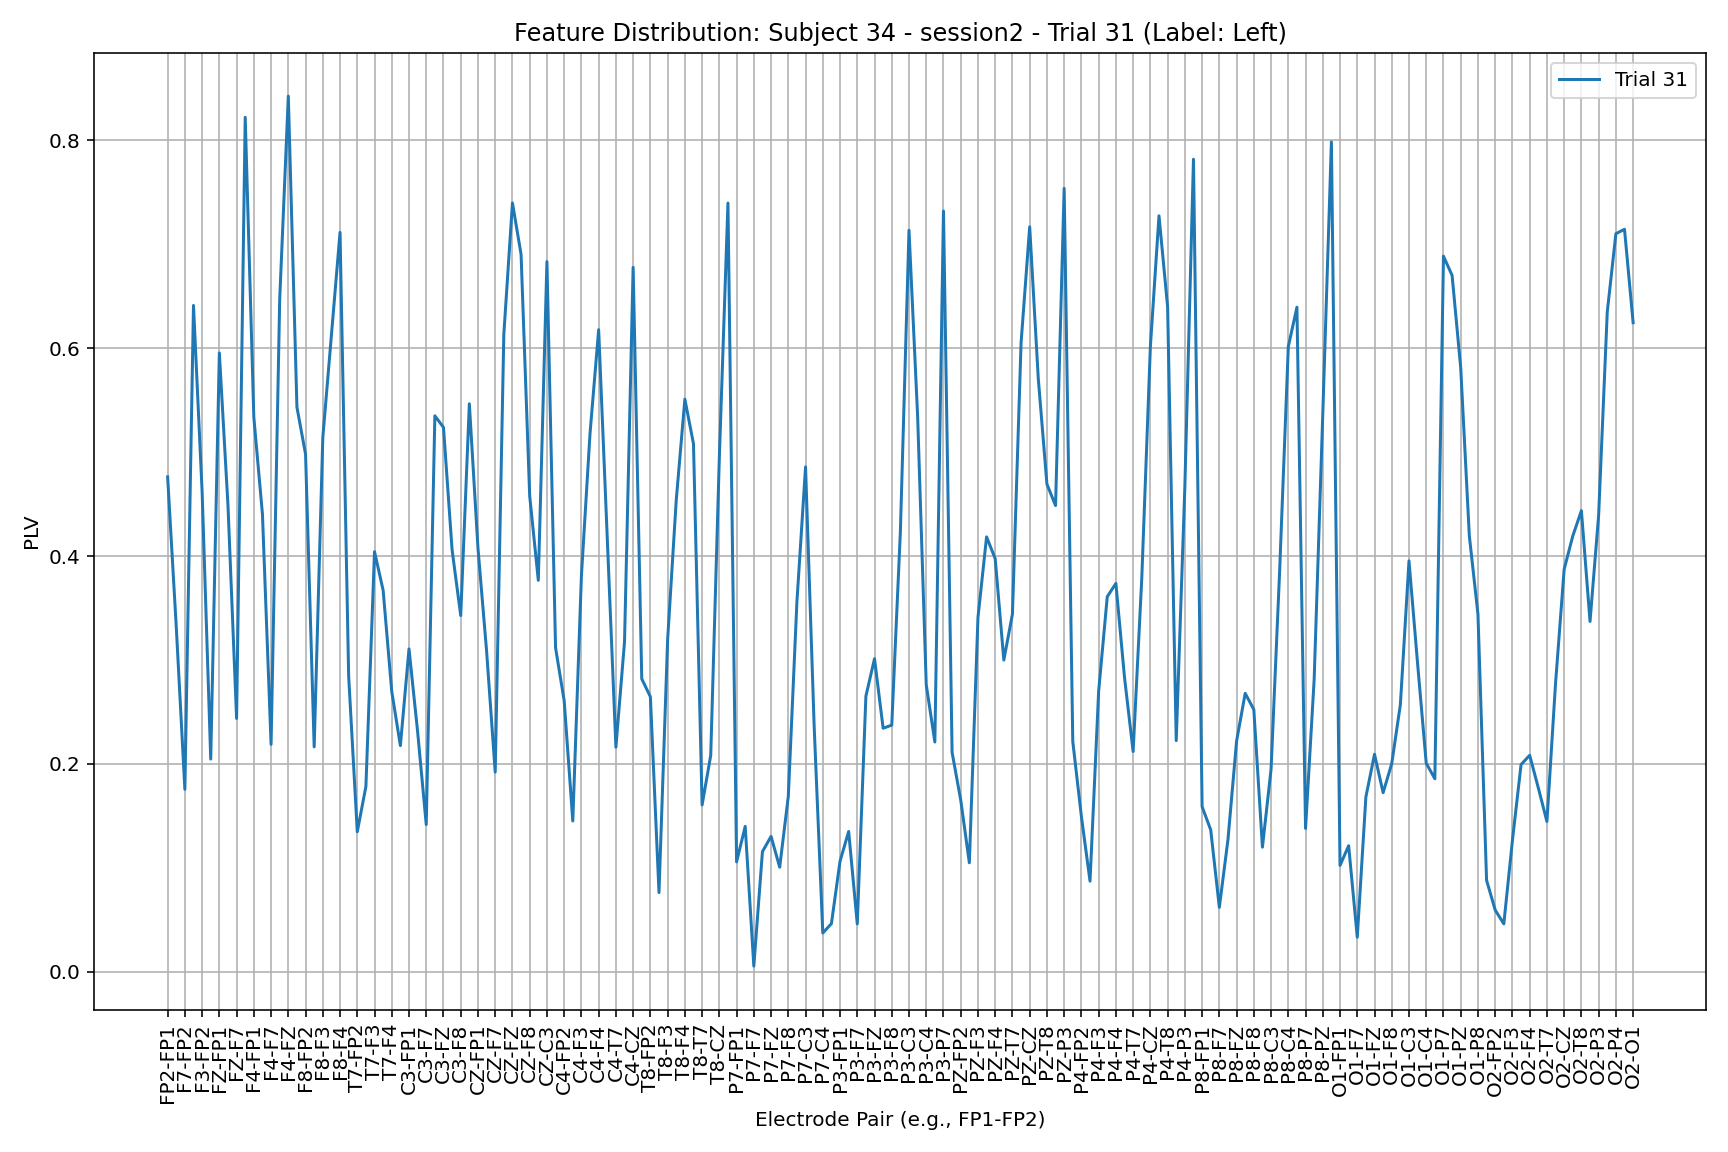 Feature Distribution: Subject 34 - session2 - Trial 31 (Label: Left)
Trial 31
PLV
0.8
0.6
0.4
0.2
0.0
FP2-FP1
F7-FP2
F3-FP2
FZ-FP1
FZ-F7
F4-FP1
F4-F7
F4-FZ
F8-FP2
F8-F3
F8-F4
T7-FP2
T7-F3
T7-F4
C3-FP1
C3-F7
C3-FZ
C3-F8
CZ-FP1
CZ-F7
CZ-FZ
CZ-F8
CZ-C3
C4-FP2
C4-F3
C4-F4
C4-T7
C4-CZ
T8-FP2
T8-F3
T8-F4
T8-T7
T8-CZ
P7-FP1
P7-F7
P7-FZ
P7-F8
P7-C3
P7-C4
P3-FP1
P3-F7
P3-FZ
P3-F8
P3-C3
P3-C4
P3-P7
PZ-FP2
PZ-F3
PZ-F4
PZ-T7
PZ-CZ
PZ-T8
PZ-P3
P4-FP2
P4-F3
P4-F4
P4-T7
P4-CZ
P4-T8
P4-P3
P8-FP1
P8-F7
P8-FZ
P8-F8
P8-C3
P8-C4
P8-P7
P8-PZ
O1-FP1
O1-F7
O1-FZ
O1-F8
O1-C3
O1-C4
O1-P7
O1-PZ
O1-P8
O2-FP2
O2-F3
O2-F4
O2-T7
O2-CZ
O2-T8
O2-P3
O2-P4
O2-O1
Electrode Pair (e.g., FP1-FP2)